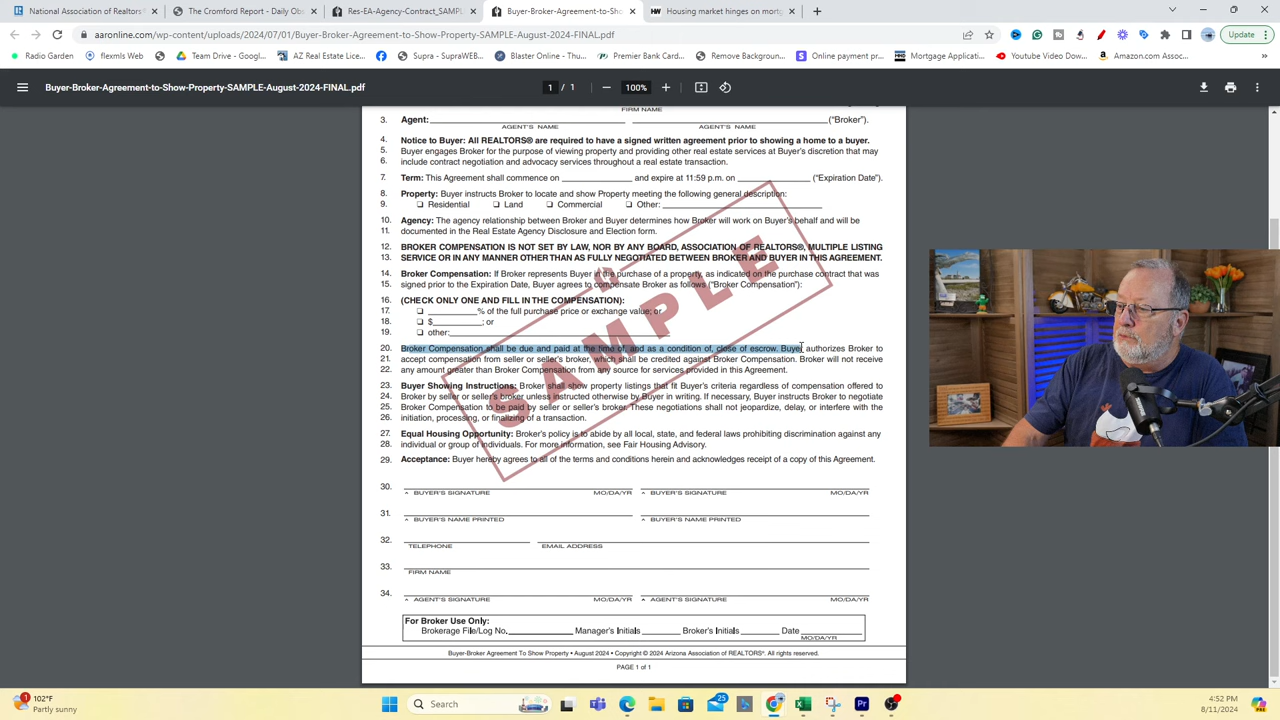 National Association of REALT
The Cromford Report - Daily Obs
Res-EA-Agency-Contract-SAMPL
Buyer-Broker-Agreement-to-Sho
Housing news on mortg
aaronline.com/wp-content/uploads/2024/07/01/Buyer-Broker-Agreement-to-Show-Property-SAMPLE-August-2024-FINAL.pdf
Update
Radio Garden
flexmls Web
Team Drive - Googl...
AZ Real Estate Licen...
Supra - SupraWEB:...
Blaster Online - Thu...
Premier Bank Card...
Remove Background...
Online payment pr...
Mortgage Applicati...
Youtube Video Dow...
Amazon.com Assoc...
Buyer-Broker-Agreement-to-Show-Property-SAMPLE-August-2024-FINAL.pdf
1 / 1
100%
FIRM NAME
3. Agent: ("Broker").
AGENT'S NAME AGENT'S NAME
4. Notice to Buyer: All REALTORS® are required to have a signed written agreement prior to showing a home to a buyer.
5. Buyer engages Broker for the purpose of viewing property and providing other real estate services at Buyer's discretion that may
6. include contract negotiation and advocacy services throughout a real estate transaction.
7. Term: This Agreement shall commence on and expire at 11:59 p.m. on ("Expiration Date").
8. Property: Buyer instructs Broker to locate and show Property meeting the following general description:
9. Residential Land Commercial Other:
10. Agency: The agency relationship between Broker and Buyer determines how Broker will work on Buyer's behalf and will be
11. documented in the Real Estate Agency Disclosure and Election form.
12. BROKER COMPENSATION IS NOT SET BY LAW, NOR BY ANY BOARD, ASSOCIATION OF REALTORS®, MULTIPLE LISTING
13. SERVICE OR IN ANY MANNER OTHER THAN AS FULLY NEGOTIATED BETWEEN BROKER AND BUYER IN THIS AGREEMENT.
14. Broker Compensation: If Broker represents Buyer in the purchase of a property, as indicated on the purchase contract that was
15. signed prior to the Expiration Date, Buyer agrees to compensate Broker as follows ("Broker Compensation"):
16. (CHECK ONLY ONE AND FILL IN THE COMPENSATION):
17. % of the full purchase price or exchange value; or
18. $ ; or
19. other:
SAMPLE
20. Broker Compensation shall be due and paid at the time of, and as a condition of, close of escrow. Buyer authorizes Broker to
21. accept compensation from seller or seller's broker, which shall be credited against Broker Compensation. Broker will not receive
22. any amount greater than Broker Compensation from any source for services provided in this Agreement.
23. Buyer Showing Instructions: Broker shall show property listings that fit Buyer's criteria regardless of compensation offered to
24. Broker by seller or seller's broker unless instructed otherwise by Buyer in writing. If necessary, Buyer instructs Broker to negotiate
25. Broker Compensation to be paid by seller or seller's broker. These negotiations shall not jeopardize, delay, or interfere with the
26. initiation, processing, or finalizing of a transaction.
27. Equal Housing Opportunity: Broker's policy is to abide by all local, state, and federal laws prohibiting discrimination against any
28. individual or group of individuals. For more information, see Fair Housing Advisory.
29. Acceptance: Buyer hereby agrees to all of the terms and conditions herein and acknowledges receipt of a copy of this Agreement.
30.
^ BUYER'S SIGNATURE MO/DA/YR ^ BUYER'S SIGNATURE MO/DA/YR
31.
^ BUYER'S NAME PRINTED ^ BUYER'S NAME PRINTED
32.
TELEPHONE EMAIL ADDRESS
33.
FIRM NAME
34.
^ AGENT'S SIGNATURE MO/DA/YR ^ AGENT'S SIGNATURE MO/DA/YR
For Broker Use Only:
Brokerage File/Log No. Manager's Initials Broker's Initials Date
MO/DA/YR
Buyer-Broker Agreement To Show Property • August 2024 • Copyright © 2024 Arizona Association of REALTORS®. All rights reserved.
PAGE 1 of 1
102°F
Partly sunny
Search
25
4:52 PM
8/11/2024